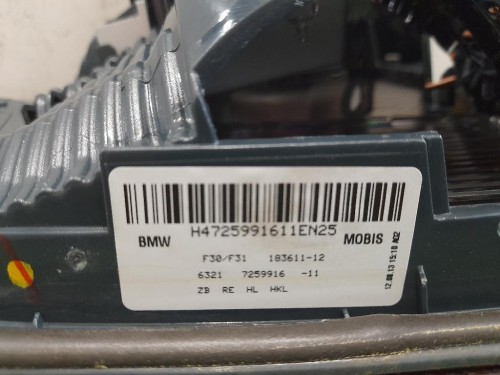 H4725991611EN25
BMW MOBIS
F30/F31 183611-12
6321 7259916 -11
ZB RE HL HKL
12.08.13 15:18 A02